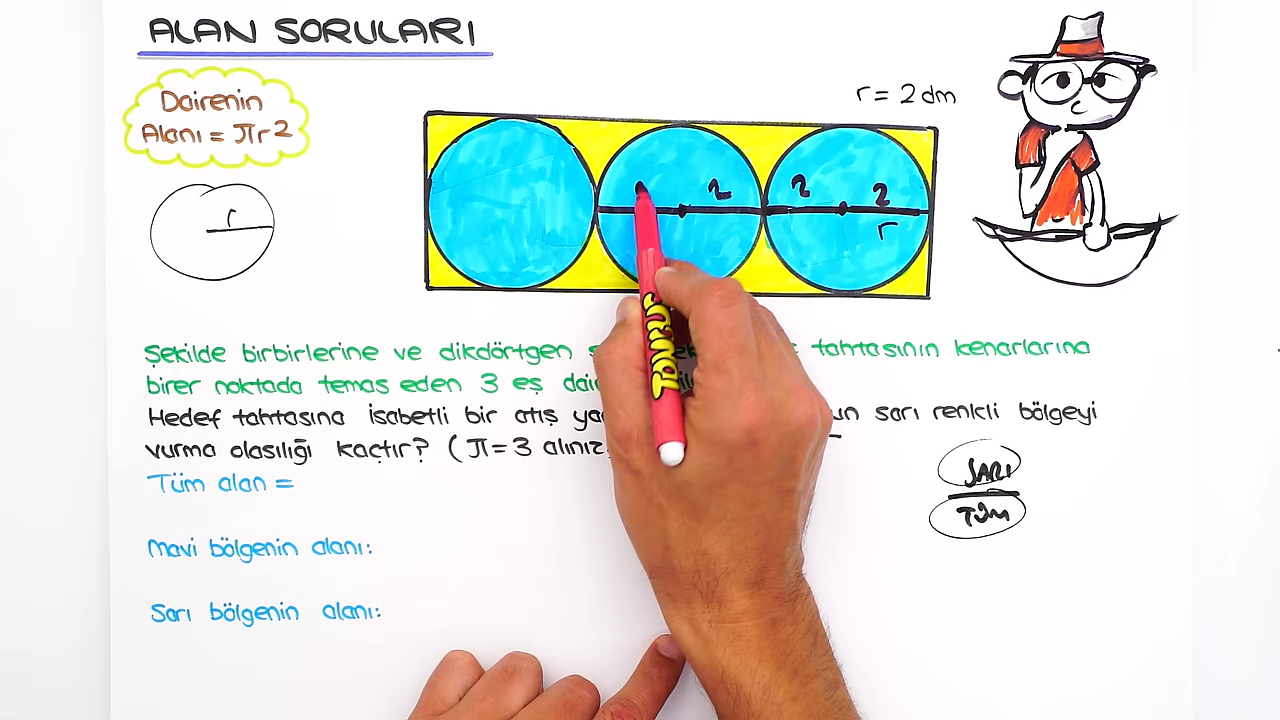 ALAN SORULARI
Dairenin
Alanı = πr²
r = 2 dm
r
2 2 2
r
Şekilde birbirlerine ve dikdörtgen tahtasının kenarlarına
birer noktada temas eden 3 eş
Hedef tahtasına isabetli bir atış sarı renkli bölgeyi
vurma olasılığı kaçtır? (π=3 alınız.
Tüm alan =
SARI
TÜM
Mavi bölgenin alanı:
Sarı bölgenin alanı: